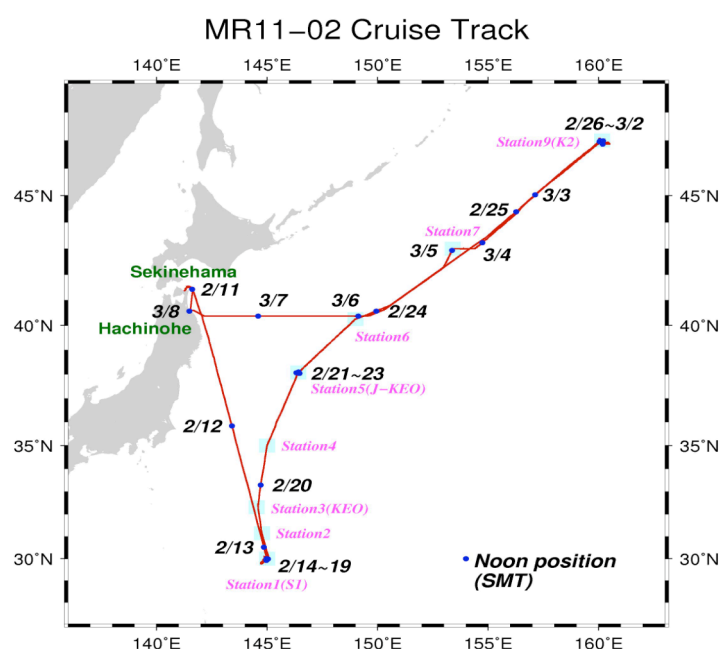 MR11−02 Cruise Track
140˚E 145˚E 150˚E 155˚E 160˚E
2/26~3/2
Station9(K2)
45˚N 3/3 45˚N
2/25
Station7
3/5 3/4
Sekinehama
2/11
3/8 3/7 3/6 2/24
Hachinohe
40˚N 40˚N
Station6
2/21~23
Station5(J−KEO)
2/12
35˚N Station4 35˚N
2/20
Station3(KEO)
Station2
2/13
30˚N 2/14~19 Noon position 30˚N
(SMT)
Station1(S1)
140˚E 145˚E 150˚E 155˚E 160˚E